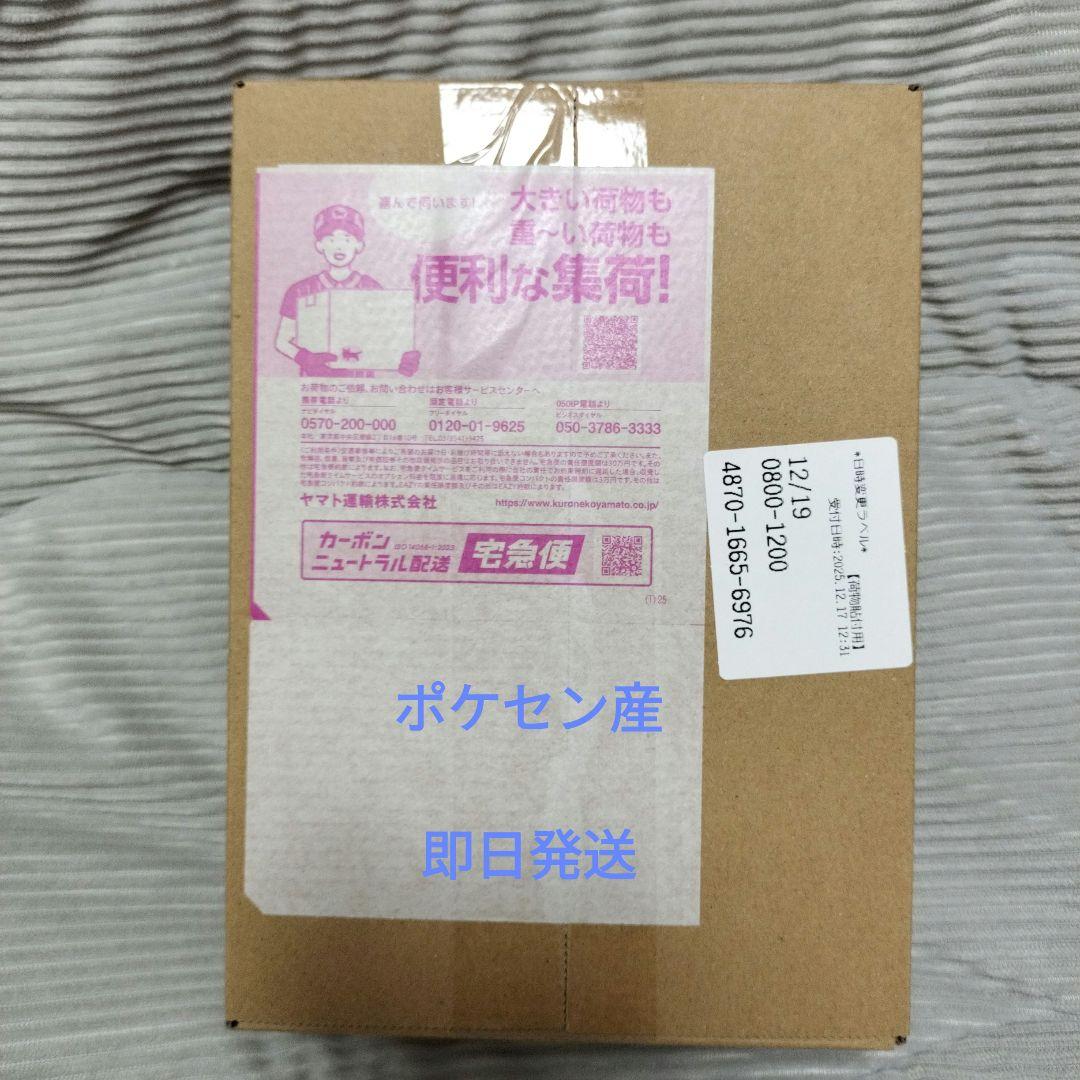 喜んで伺います!
大きい荷物も
重〜い荷物も
便利な集荷!
お荷物のご依頼、お問い合わせはお客様サービスセンターへ
携帯電話より
ナビダイヤル
0570-200-000
固定電話より
フリーダイヤル
0120-01-9625
050IP電話より
ビジネスダイヤル
050-3786-3333
ヤマト運輸株式会社
https://www.kuronekoyamato.co.jp/
カーボン
ニュートラル配送
ISO 14068-1:2023
宅急便
(1)25
*日時変更ラベル*
【荷物貼付用】
受付日時:2025.12.17 12:31
12/19
0800-1200
4870-1665-6976
ポケセン産
即日発送